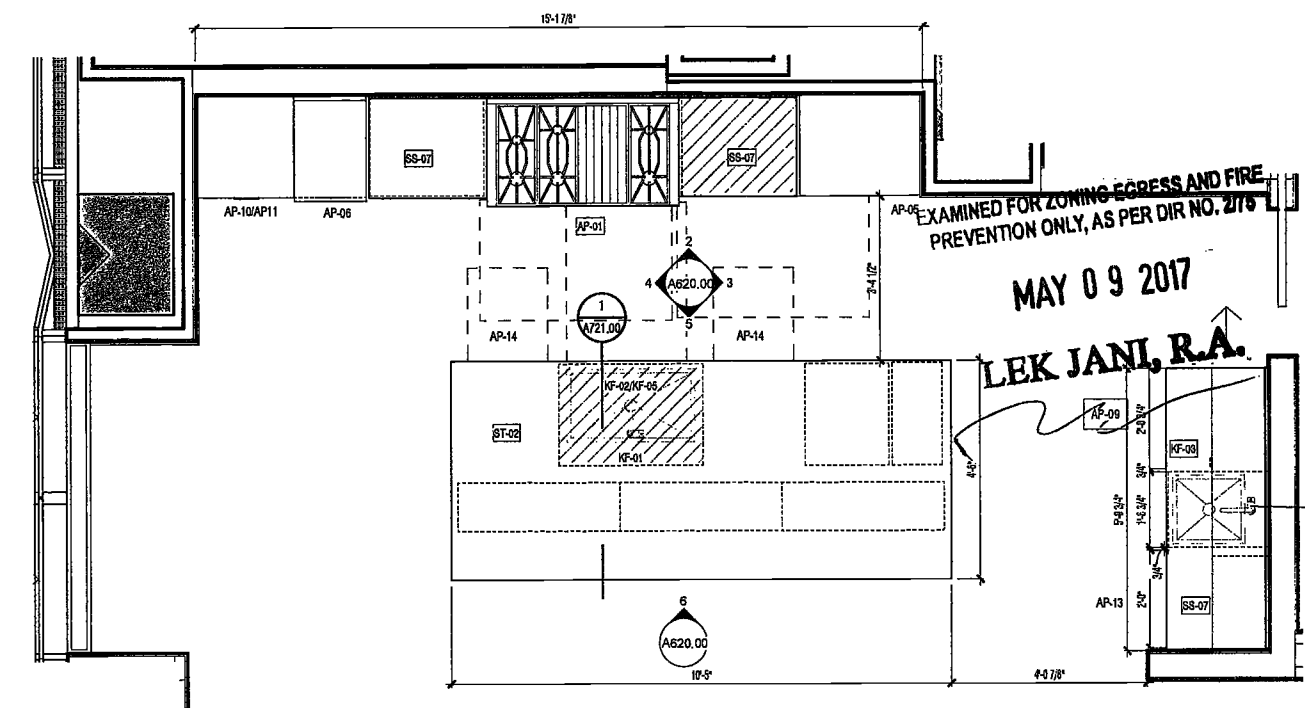 15'-1 7/8"
SS-07
SS-07
AP-10/AP11
AP-06
AP-01
AP-05
EXAMINED FOR ZONING EGRESS AND FIRE
PREVENTION ONLY, AS PER DIR NO. 2/75
MAY 09 2017
LEK JANI, R.A.
2
4 A620.00 3
5
3'-4 1/2"
1
A721.00
AP-14
AP-14
KF-02/KF-05
ST-02
KF-01
4'-6"
AP-09
KF-03
3/4"
3/4"
AP-13
2'-0"
SS-07
6
A620.00
10'-5"
4'-0 7/8"